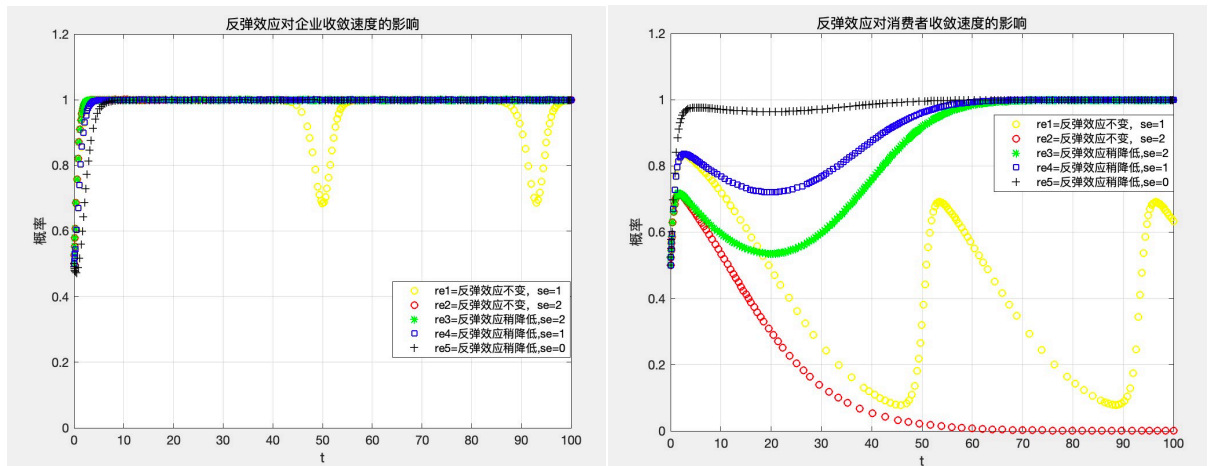 反弹效应对企业收敛速度的影响
1.2
1
0.8
0.6
0.4
0.2
0
概率
0 10 20 30 40 50 60 70 80 90 100
t
re1=反弹效应不变，se=1
re2=反弹效应不变，se=2
re3=反弹效应稍降低,se=2
re4=反弹效应稍降低,se=1
re5=反弹效应稍降低,se=0
反弹效应对消费者收敛速度的影响
1.2
1
0.8
0.6
0.4
0.2
0
概率
0 10 20 30 40 50 60 70 80 90 100
t
re1=反弹效应不变，se=1
re2=反弹效应不变，se=2
re3=反弹效应稍降低,se=2
re4=反弹效应稍降低,se=1
re5=反弹效应稍降低,se=0